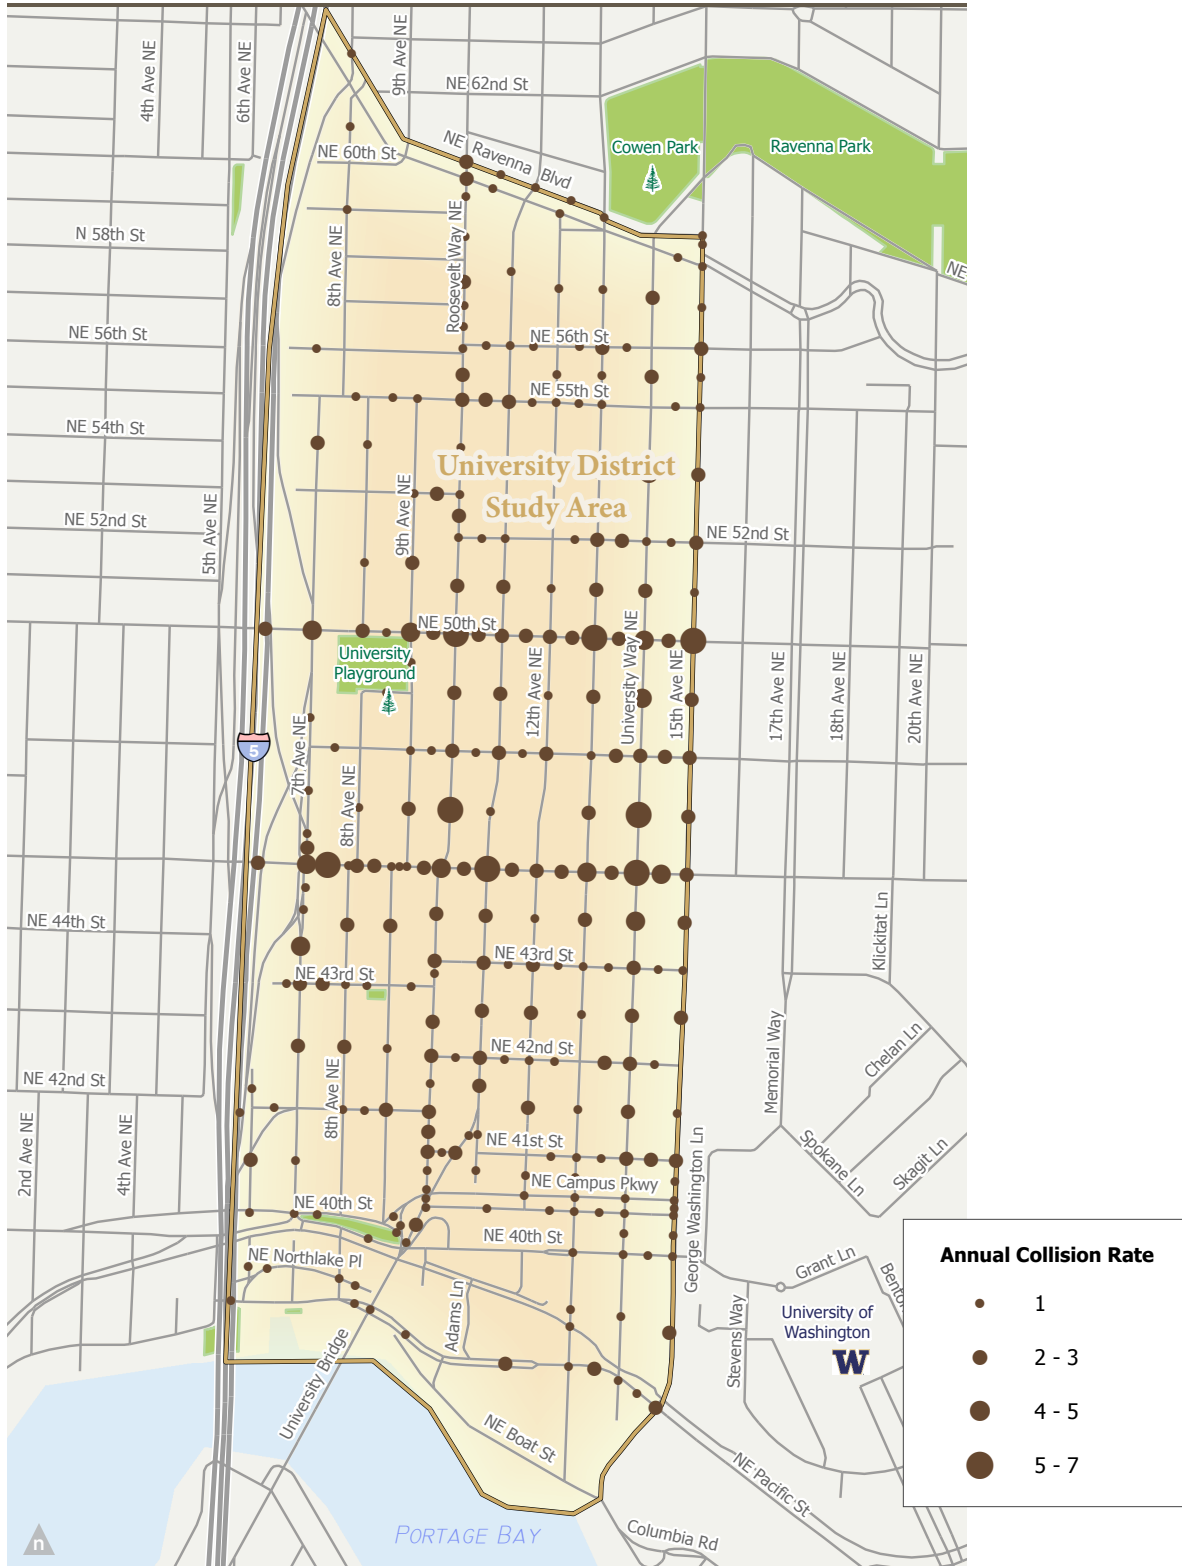 4th Ave NE
6th Ave NE
9th Ave NE
NE 62nd St
NE 60th St
NE Ravenna Blvd
Cowen Park
Ravenna Park
N 58th St
8th Ave NE
Roosevelt Way NE
NE
NE 56th St
NE 56th St
NE 55th St
NE 54th St
University District
Study Area
5th Ave NE
9th Ave NE
NE 52nd St
NE 52nd St
NE 50th St
University
Playground
12th Ave NE
University Way NE
15th Ave NE
17th Ave NE
18th Ave NE
20th Ave NE
5
7th Ave NE
8th Ave NE
NE 44th St
Klickitat Ln
NE 43rd St
NE 43rd St
Memorial Way
Chelan Ln
NE 42nd St
NE 42nd St
8th Ave NE
2nd Ave NE
4th Ave NE
NE 41st St
George Washington Ln
Spokane Ln
Skagit Ln
NE Campus Pkwy
NE 40th St
NE 40th St
NE Northlake Pl
Grant Ln
Adams Ln
Stevens Way
University of
Washington
W
University Bridge
NE Boat St
NE Pacific St
Columbia Rd
PORTAGE BAY
n
Annual Collision Rate
1
2 - 3
4 - 5
5 - 7